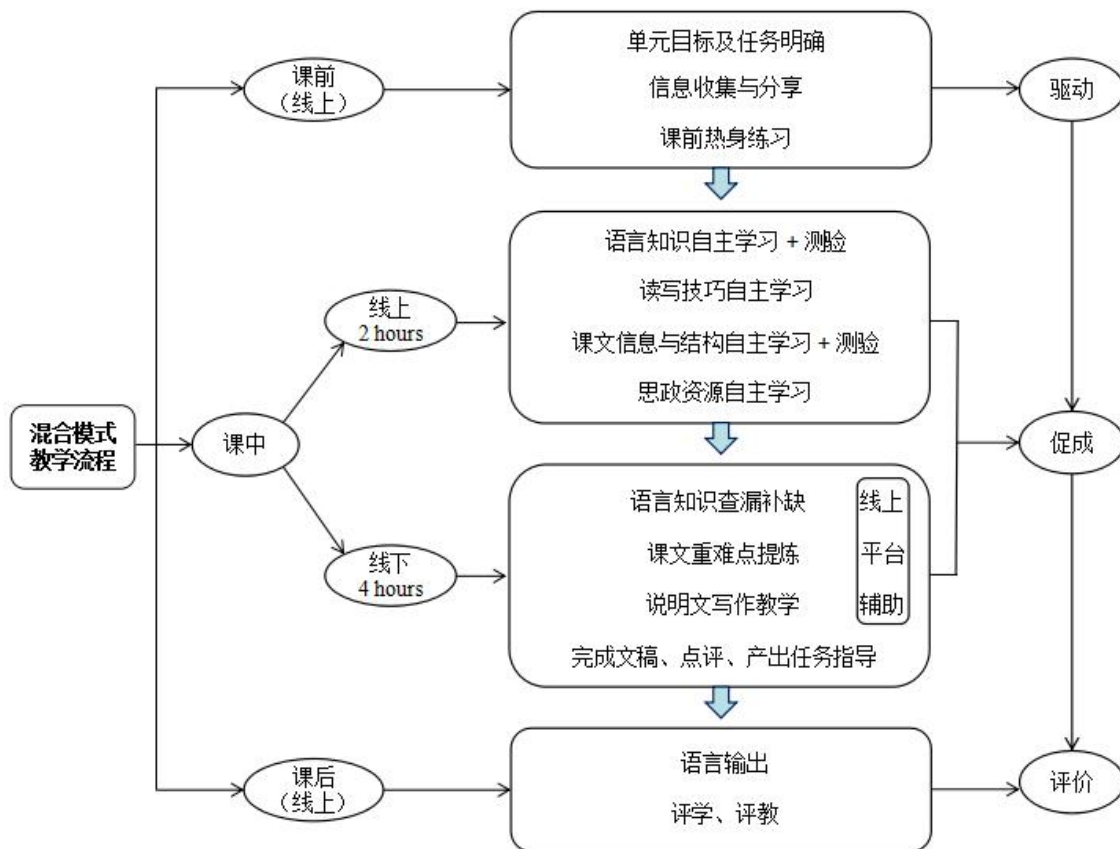 课前
（线上）
单元目标及任务明确
信息收集与分享
课前热身练习
驱动
混合模式
教学流程
课中
线上
2 hours
语言知识自主学习 + 测验
读写技巧自主学习
课文信息与结构自主学习 + 测验
思政资源自主学习
线下
4 hours
语言知识查漏补缺
课文重难点提炼
说明文写作教学
完成文稿、点评、产出任务指导
线上
平台
辅助
促成
课后
（线上）
语言输出
评学、评教
评价